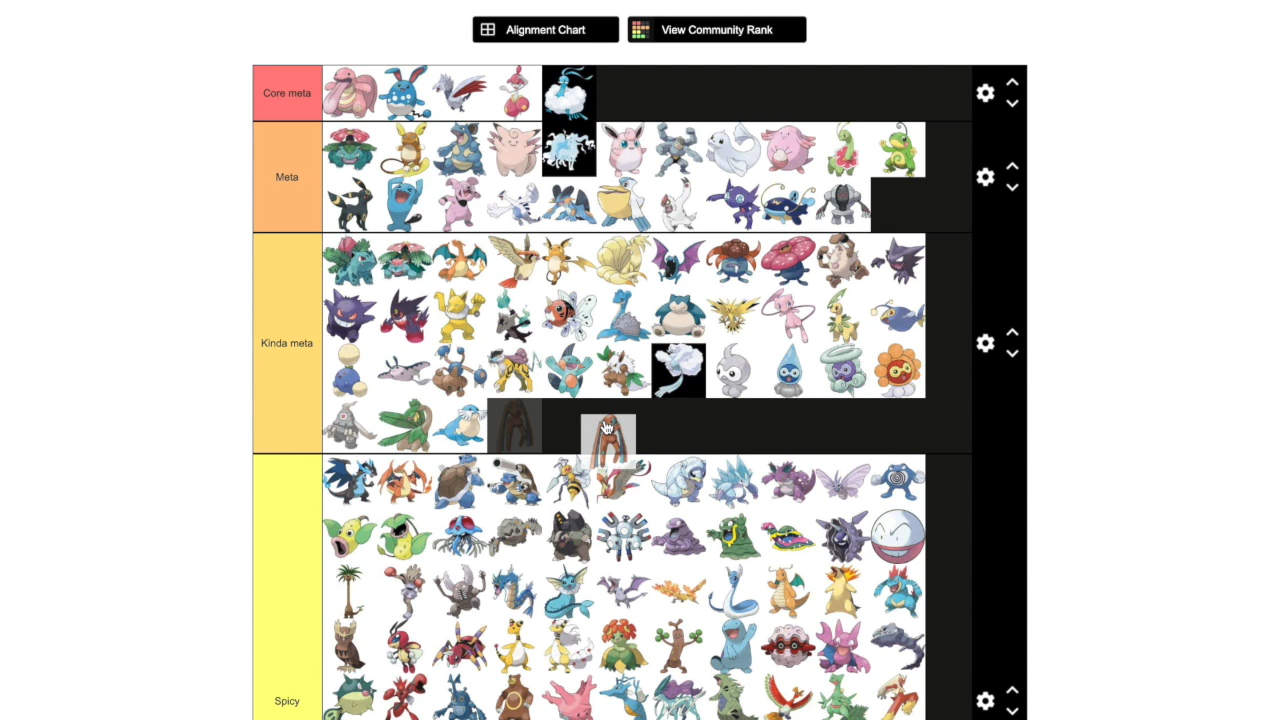 Alignment Chart
View Community Rank
Core meta
Meta
Kinda meta
Spicy